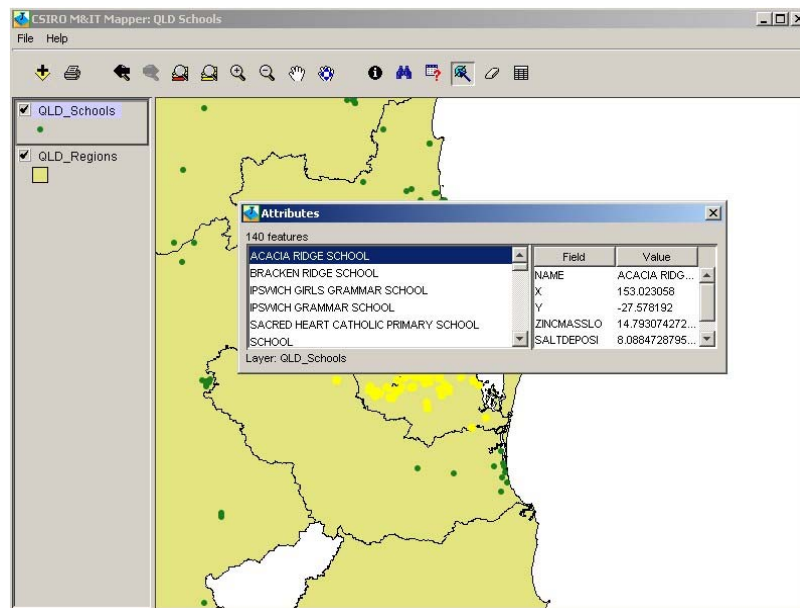 CSIRO M&IT Mapper: QLD Schools
File Help
QLD_Schools
QLD_Regions
Attributes
140 features
ACACIA RIDGE SCHOOL
BRACKEN RIDGE SCHOOL
IPSWICH GIRLS GRAMMAR SCHOOL
IPSWICH GRAMMAR SCHOOL
SACRED HEART CATHOLIC PRIMARY SCHOOL
SCHOOL
Field Value
NAME ACACIA RIDG...
X 153.023058
Y -27.578192
ZINCMASSLO 14.793074272...
SALTDEPOSI 8.0884728795...
Layer: QLD_Schools